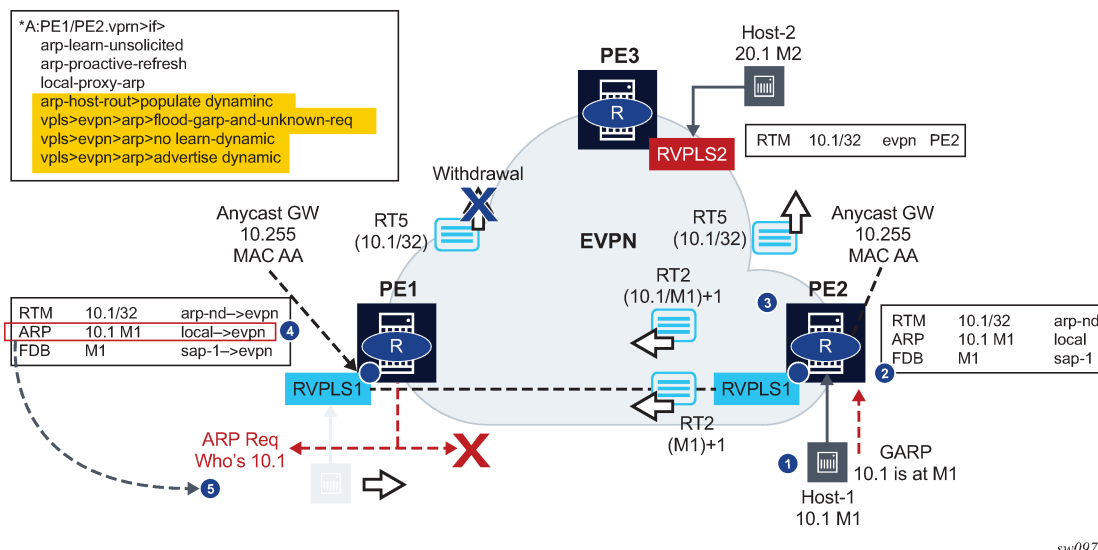 *A:PE1/PE2.vprn>if>
arp-learn-unsolicited
arp-proactive-refresh
local-proxy-arp
arp-host-rout>populate dynaminc
vpls>evpn>arp>flood-garp-and-unknown-req
vpls>evpn>arp>no learn-dynamic
vpls>evpn>arp>advertise dynamic
Host-2
20.1 M2
PE3
R
RVPLS2
RTM 10.1/32 evpn PE2
Withdrawal
X
RT5
(10.1/32)
Anycast GW
10.255
MAC AA
EVPN
RT5
(10.1/32)
Anycast GW
10.255
MAC AA
RT2
(10.1/M1)+1
3
PE1
R
PE2
R
RTM 10.1/32 arp-nd–>evpn
ARP 10.1 M1 local–>evpn
FDB M1 sap-1–>evpn
4
RTM 10.1/32 arp-nd
ARP 10.1 M1 local
FDB M1 sap-1
2
RVPLS1
RVPLS1
RT2
(M1)+1
ARP Req
Who's 10.1
X
5
1
GARP
10.1 is at M1
Host-1
10.1 M1
sw097